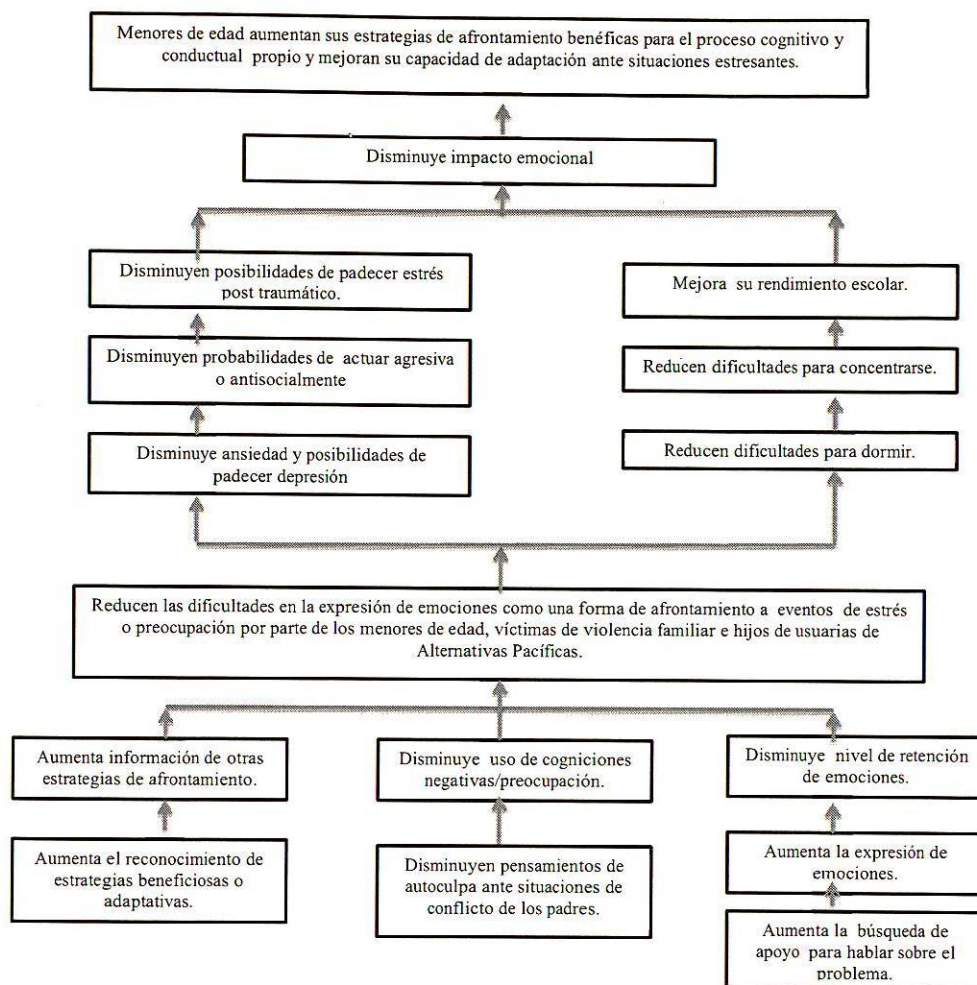 Menores de edad aumentan sus estrategias de afrontamiento benéficas para el proceso cognitivo y
conductual propio y mejoran su capacidad de adaptación ante situaciones estresantes.
Disminuye impacto emocional
Disminuyen posibilidades de padecer estrés
post traumático.
Disminuyen probabilidades de actuar agresiva
o antisocialmente
Disminuye ansiedad y posibilidades de
padecer depresión
Mejora su rendimiento escolar.
Reducen dificultades para concentrarse.
Reducen dificultades para dormir.
Reducen las dificultades en la expresión de emociones como una forma de afrontamiento a eventos de estrés
o preocupación por parte de los menores de edad, víctimas de violencia familiar e hijos de usuarias de
Alternativas Pacíficas.
Aumenta información de otras
estrategias de afrontamiento.
Aumenta el reconocimiento de
estrategias beneficiosas o
adaptativas.
Disminuye uso de cogniciones
negativas/preocupación.
Disminuyen pensamientos de
autoculpa ante situaciones de
conflicto de los padres.
Disminuye nivel de retención
de emociones.
Aumenta la expresión de
emociones.
Aumenta la búsqueda de
apoyo para hablar sobre el
problema.